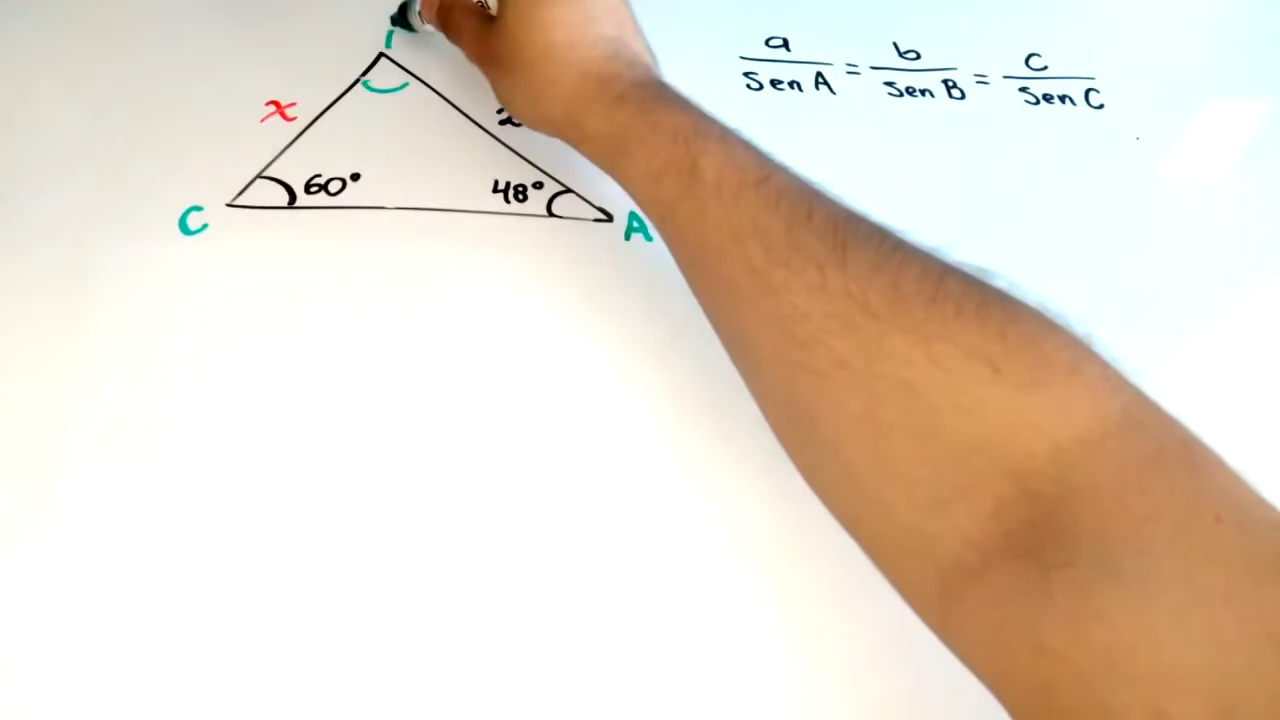 a/Sen A = b/Sen B = c/Sen C
x
60°
48°
C
A